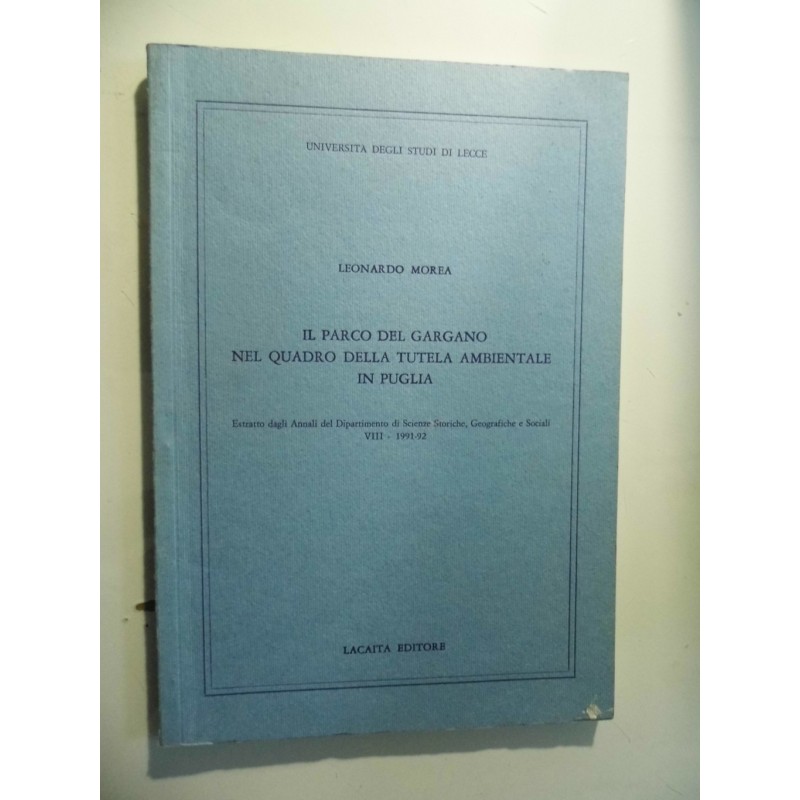 UNIVERSITA DEGLI STUDI DI LECCE
LEONARDO MOREA
IL PARCO DEL GARGANO
NEL QUADRO DELLA TUTELA AMBIENTALE
IN PUGLIA
Estratto dagli Annali del Dipartimento di Scienze Storiche, Geografiche e Sociali
VIII - 1991-92
LACAITA EDITORE